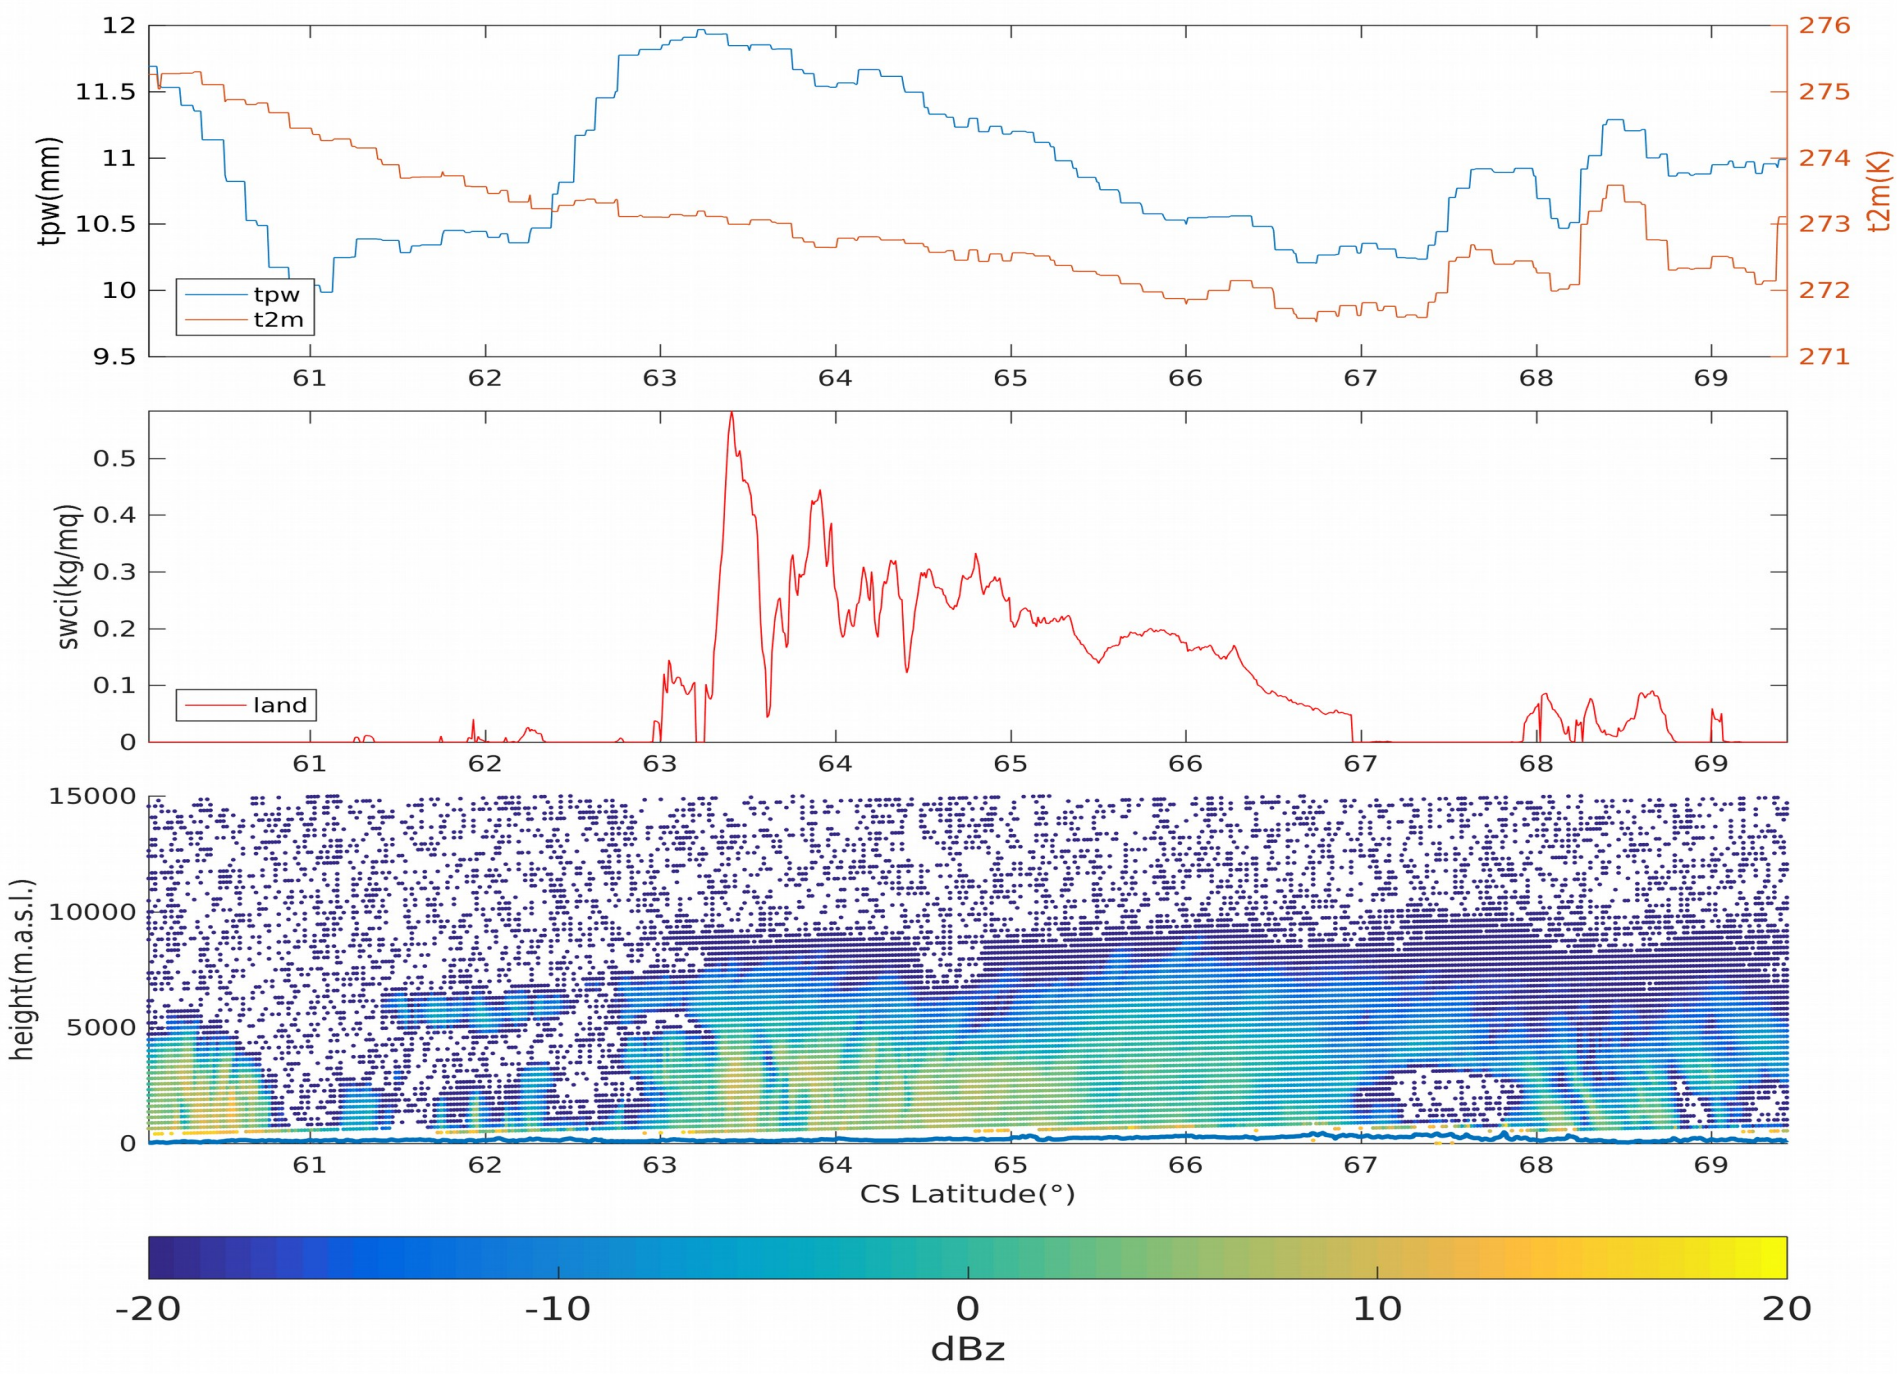 12
11.5
11
10.5
10
9.5
tpw(mm)
276
275
274
273
272
271
t2m(K)
tpw
t2m
61 62 63 64 65 66 67 68 69
0.5
0.4
0.3
0.2
0.1
0
swci(kg/mq)
land
61 62 63 64 65 66 67 68 69
15000
10000
5000
0
height(m.a.s.l.)
61 62 63 64 65 66 67 68 69
CS Latitude(°)
-20 -10 0 10 20
dBz